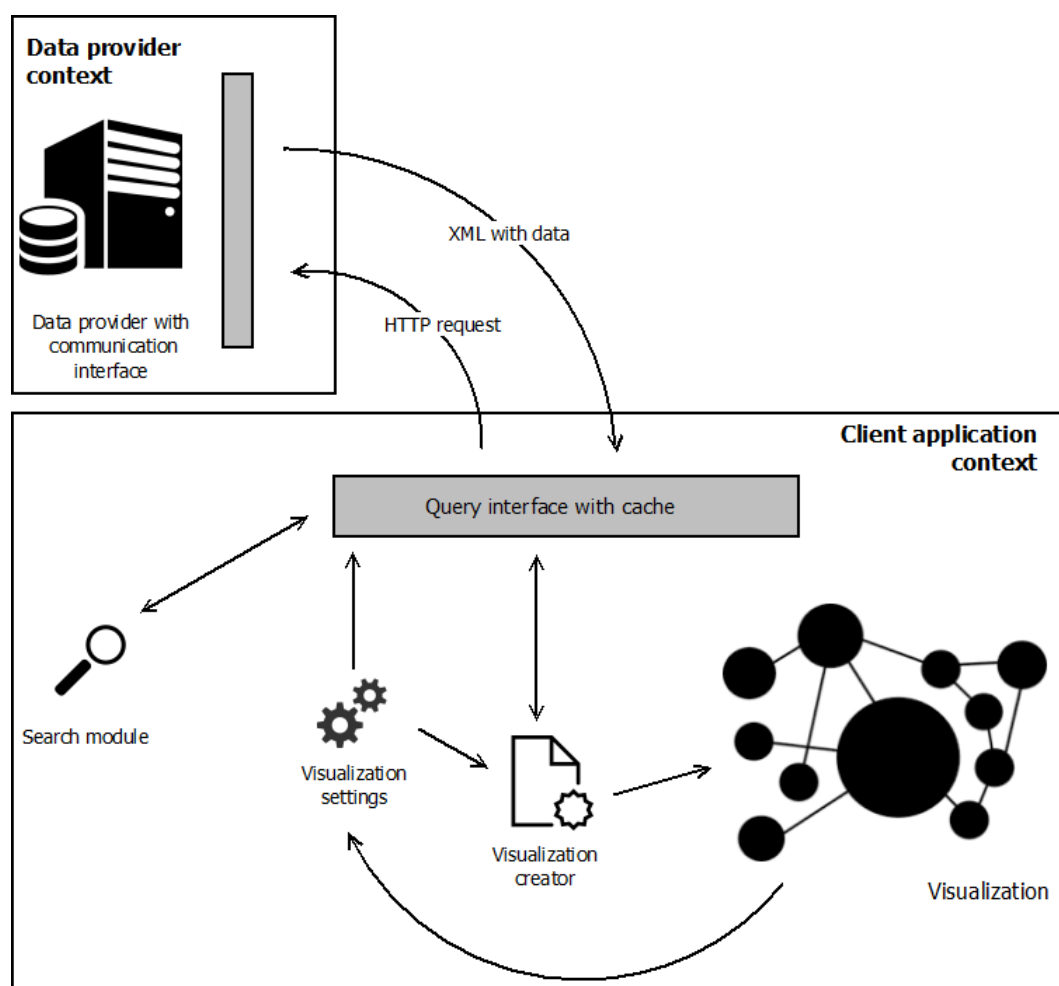 Data provider
context
Data provider with
communication
interface
XML with data
HTTP request
Client application
context
Query interface with cache
Search module
Visualization
settings
Visualization
creator
Visualization